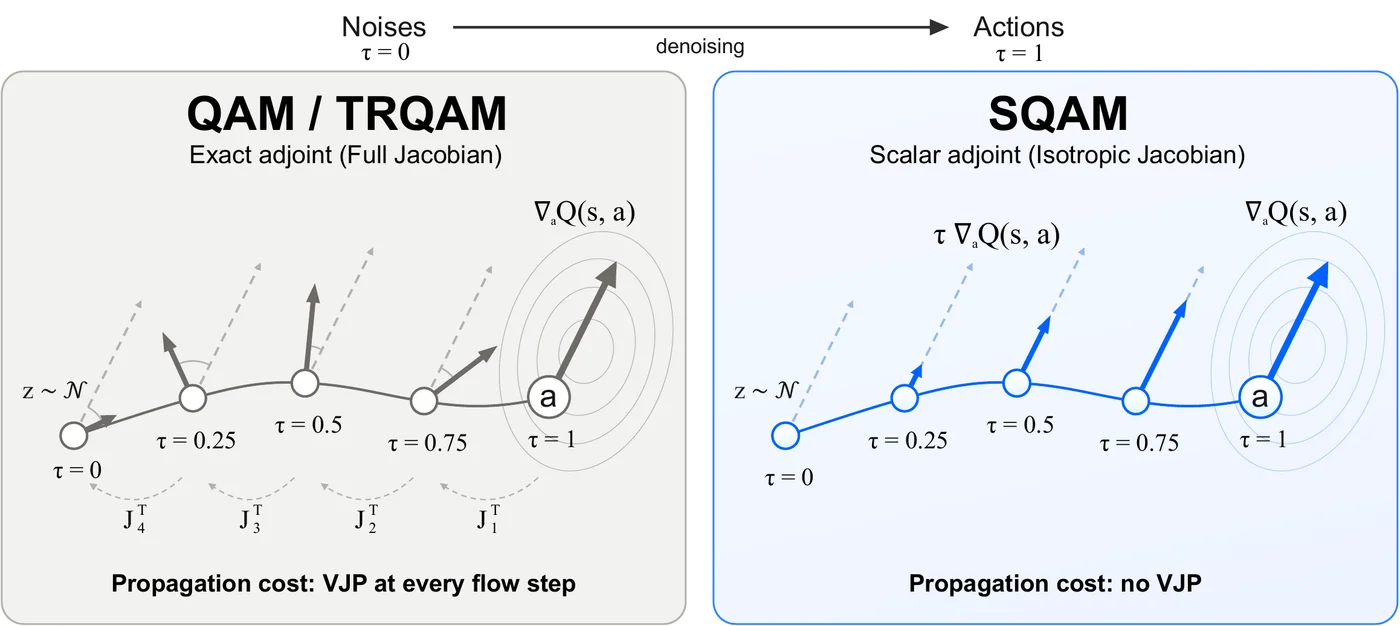 Noises
τ = 0
denoising
Actions
τ = 1
QAM / TRQAM
Exact adjoint (Full Jacobian)
∇ₐQ(s, a)
z ~ 𝒩
a
τ = 0
τ = 0.25
τ = 0.5
τ = 0.75
τ = 1
J₄ᵀ
J₃ᵀ
J₂ᵀ
J₁ᵀ
Propagation cost: VJP at every flow step
SQAM
Scalar adjoint (Isotropic Jacobian)
τ ∇ₐQ(s, a)
∇ₐQ(s, a)
z ~ 𝒩
a
τ = 0
τ = 0.25
τ = 0.5
τ = 0.75
τ = 1
Propagation cost: no VJP